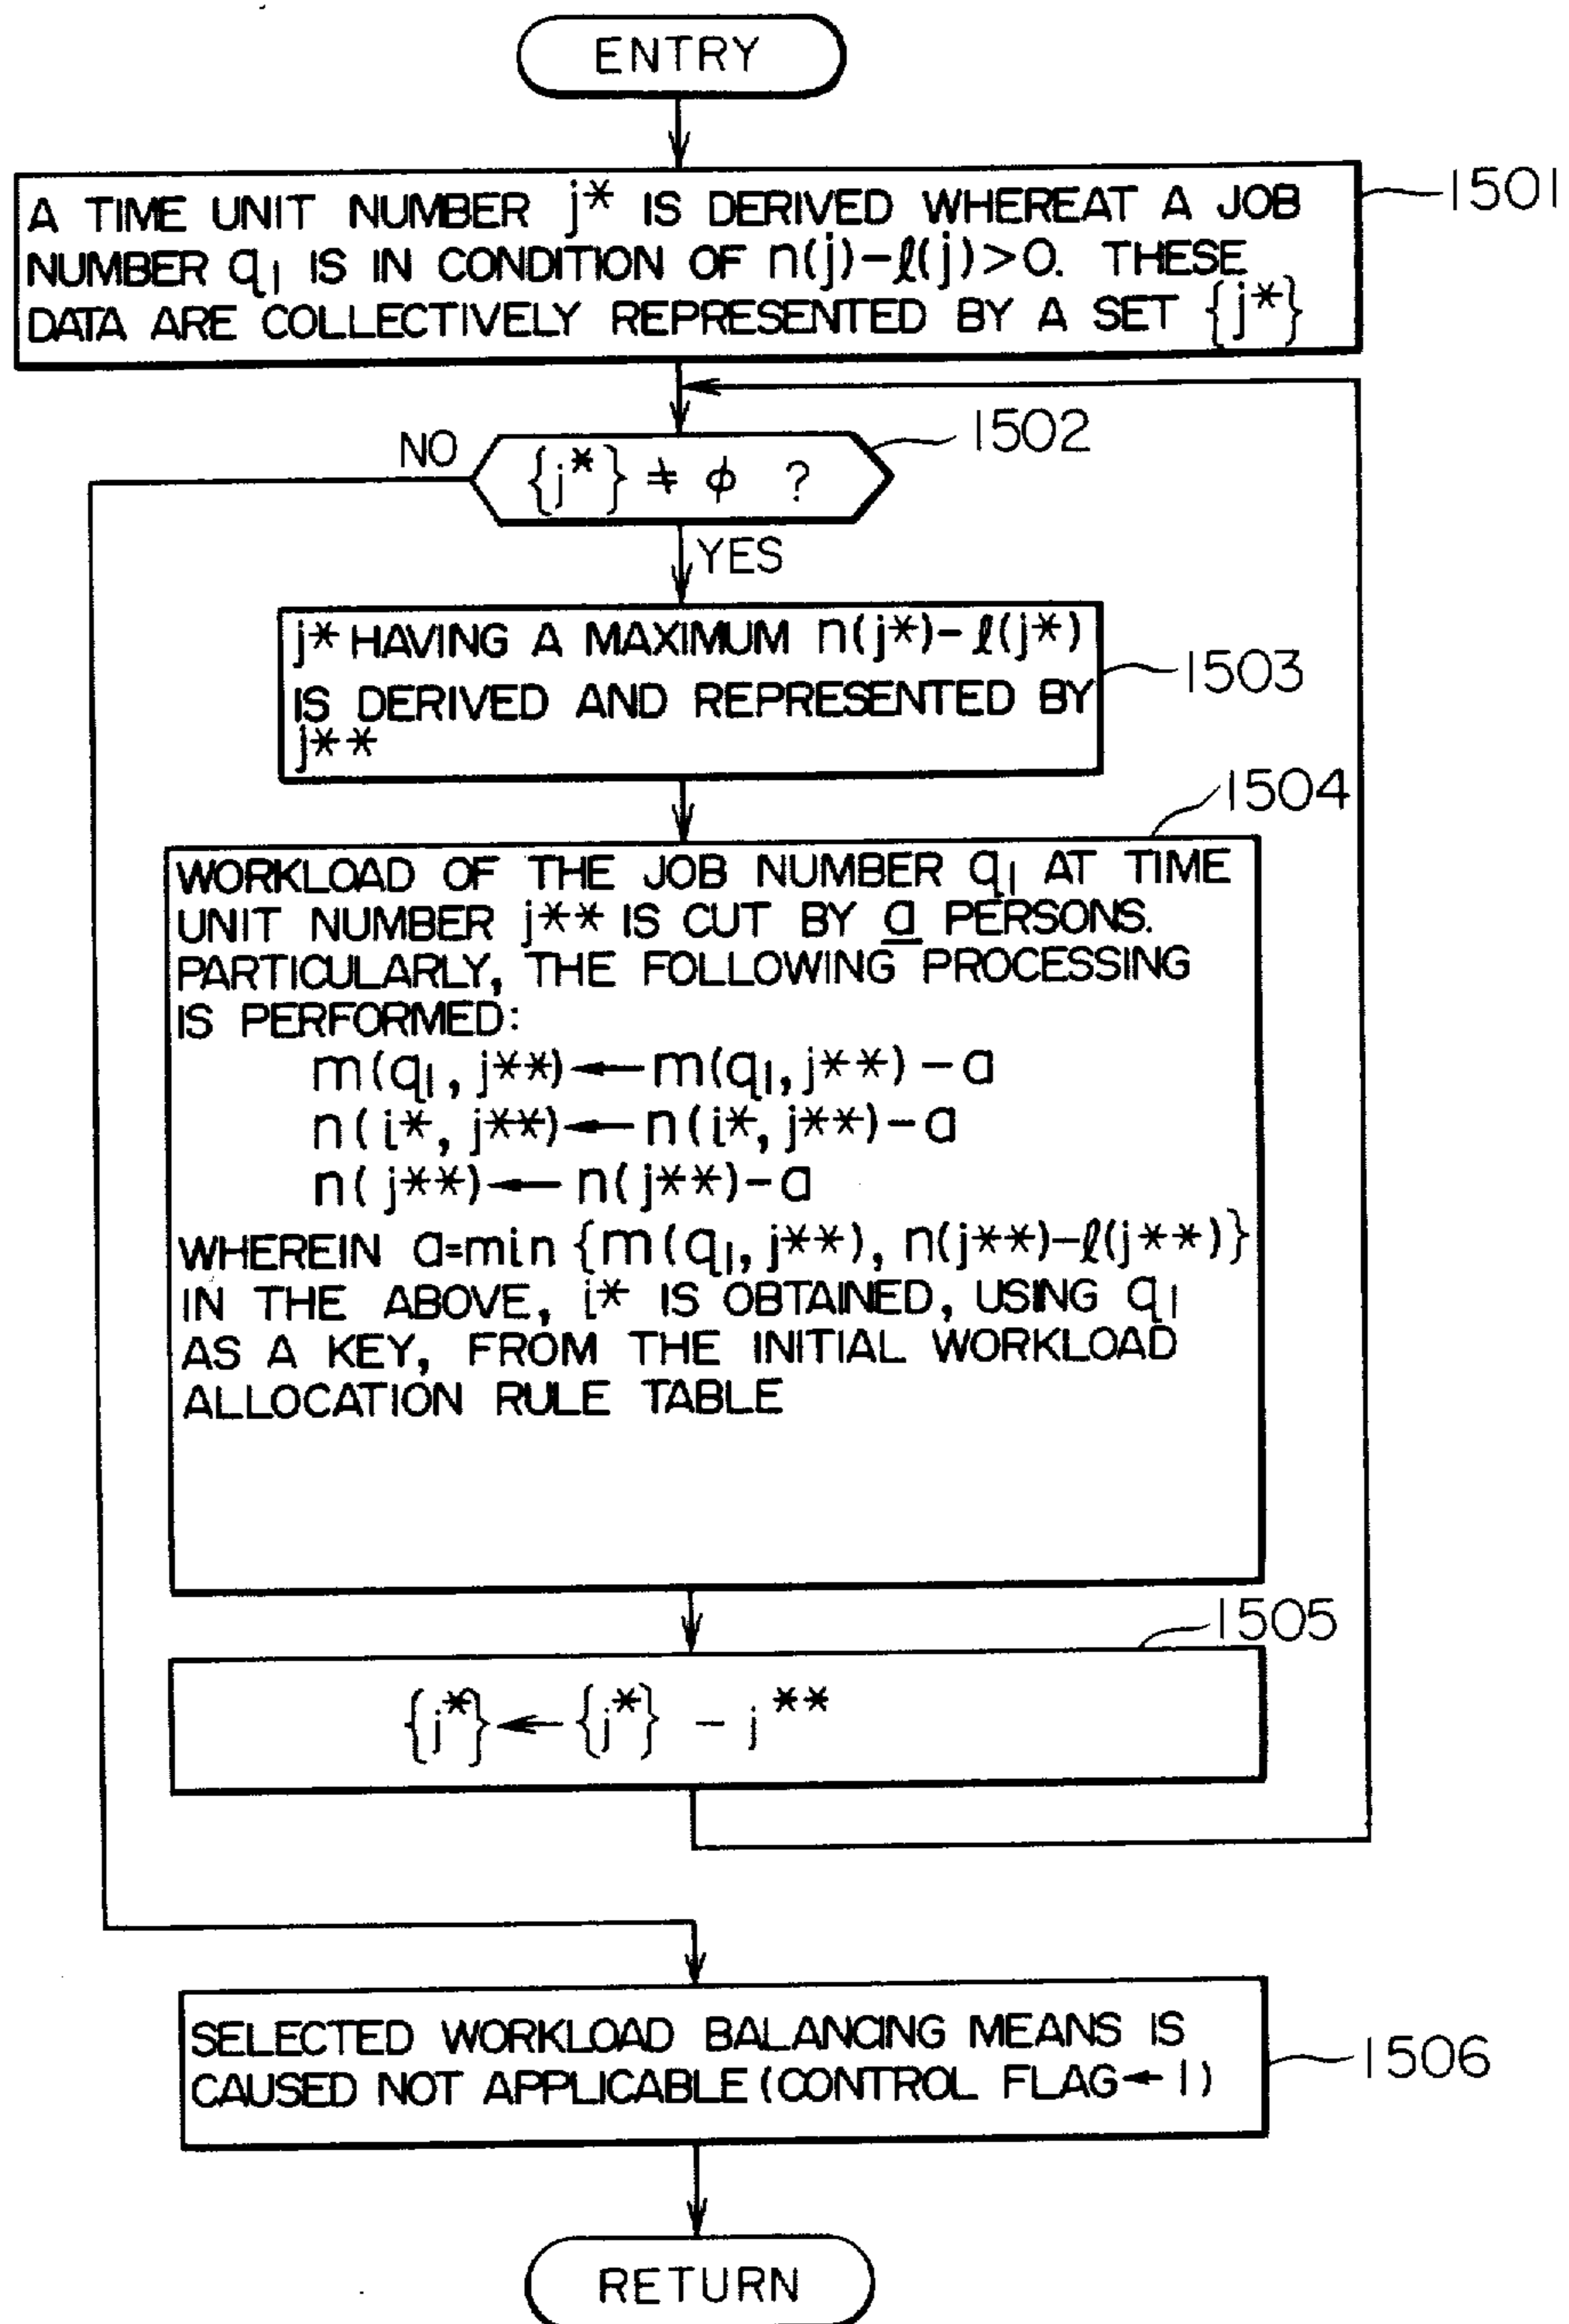 ENTRY
A TIME UNIT NUMBER j* IS DERIVED WHEREAT A JOB
NUMBER q1 IS IN CONDITION OF n(j)-ℓ(j)>0. THESE
DATA ARE COLLECTIVELY REPRESENTED BY A SET {j*}
1501
NO
{j*} ≠ ϕ ?
1502
YES
j* HAVING A MAXIMUM n(j*)-ℓ(j*)
IS DERIVED AND REPRESENTED BY
j**
1503
1504
WORKLOAD OF THE JOB NUMBER q1 AT TIME
UNIT NUMBER j** IS CUT BY a PERSONS.
PARTICULARLY, THE FOLLOWING PROCESSING
IS PERFORMED:
m(q1, j**)←m(q1, j**)-a
n(i*, j**)←n(i*, j**)-a
n(j**)←n(j**)-a
WHEREIN a=min {m(q1, j**), n(j**)-ℓ(j**)}
IN THE ABOVE, i* IS OBTAINED, USING q1
AS A KEY, FROM THE INITIAL WORKLOAD
ALLOCATION RULE TABLE
1505
{j*}←{j*} - j**
SELECTED WORKLOAD BALANCING MEANS IS
CAUSED NOT APPLICABLE (CONTROL FLAG←1)
1506
RETURN